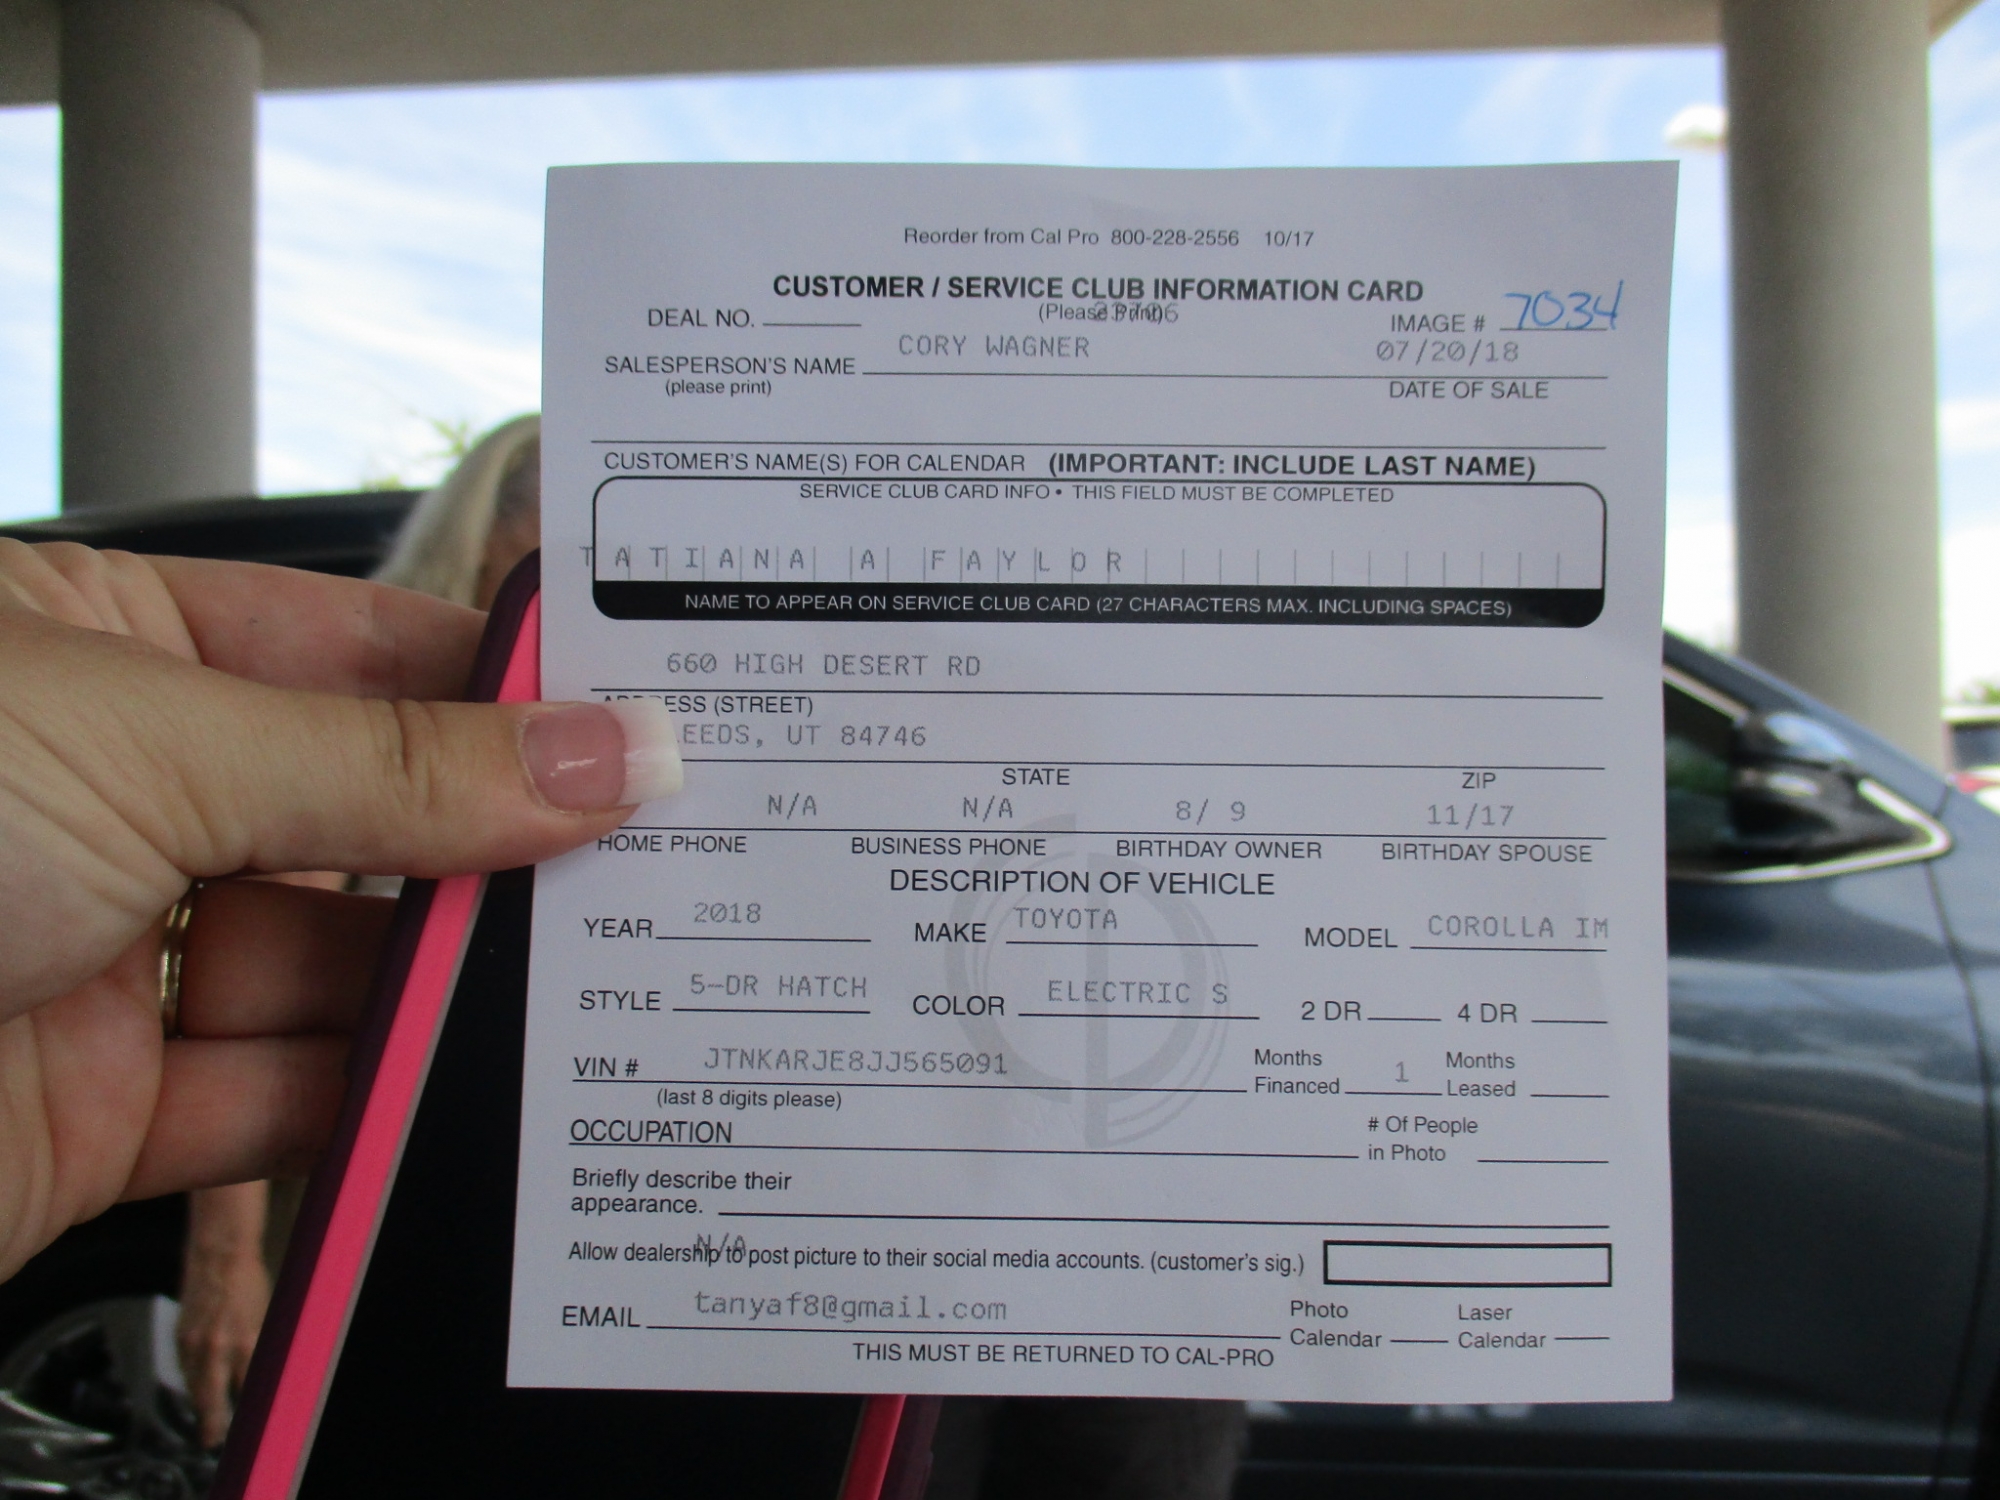 Reorder from Cal Pro 800-228-2556 10/17
CUSTOMER / SERVICE CLUB INFORMATION CARD
(Please Print)
DEAL NO.
IMAGE # 7034
CORY WAGNER 07/20/18
SALESPERSON'S NAME
(please print) DATE OF SALE
CUSTOMER'S NAME(S) FOR CALENDAR (IMPORTANT: INCLUDE LAST NAME)
SERVICE CLUB CARD INFO • THIS FIELD MUST BE COMPLETED
TATIANA A FAYLOR
NAME TO APPEAR ON SERVICE CLUB CARD (27 CHARACTERS MAX. INCLUDING SPACES)
660 HIGH DESERT RD
ADDRESS (STREET)
EEDS, UT 84746
STATE ZIP
N/A N/A 8/ 9 11/17
HOME PHONE BUSINESS PHONE BIRTHDAY OWNER BIRTHDAY SPOUSE
DESCRIPTION OF VEHICLE
YEAR 2018 MAKE TOYOTA MODEL COROLLA IM
STYLE 5-DR HATCH COLOR ELECTRIC S 2 DR 4 DR
VIN # JTNKARJE8JJ565091 Months Financed 1 Months Leased
(last 8 digits please)
OCCUPATION # Of People in Photo
Briefly describe their
appearance.
N/A
Allow dealership to post picture to their social media accounts. (customer's sig.)
EMAIL tanyaf8@gmail.com Photo Calendar Laser Calendar
THIS MUST BE RETURNED TO CAL-PRO